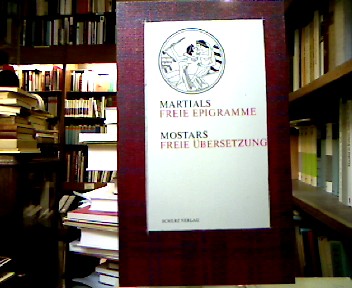 MARTIALS
FREIE EPIGRAMME
MOSTARS
FREIE ÜBERSETZUNG
SCHERZ VERLAG